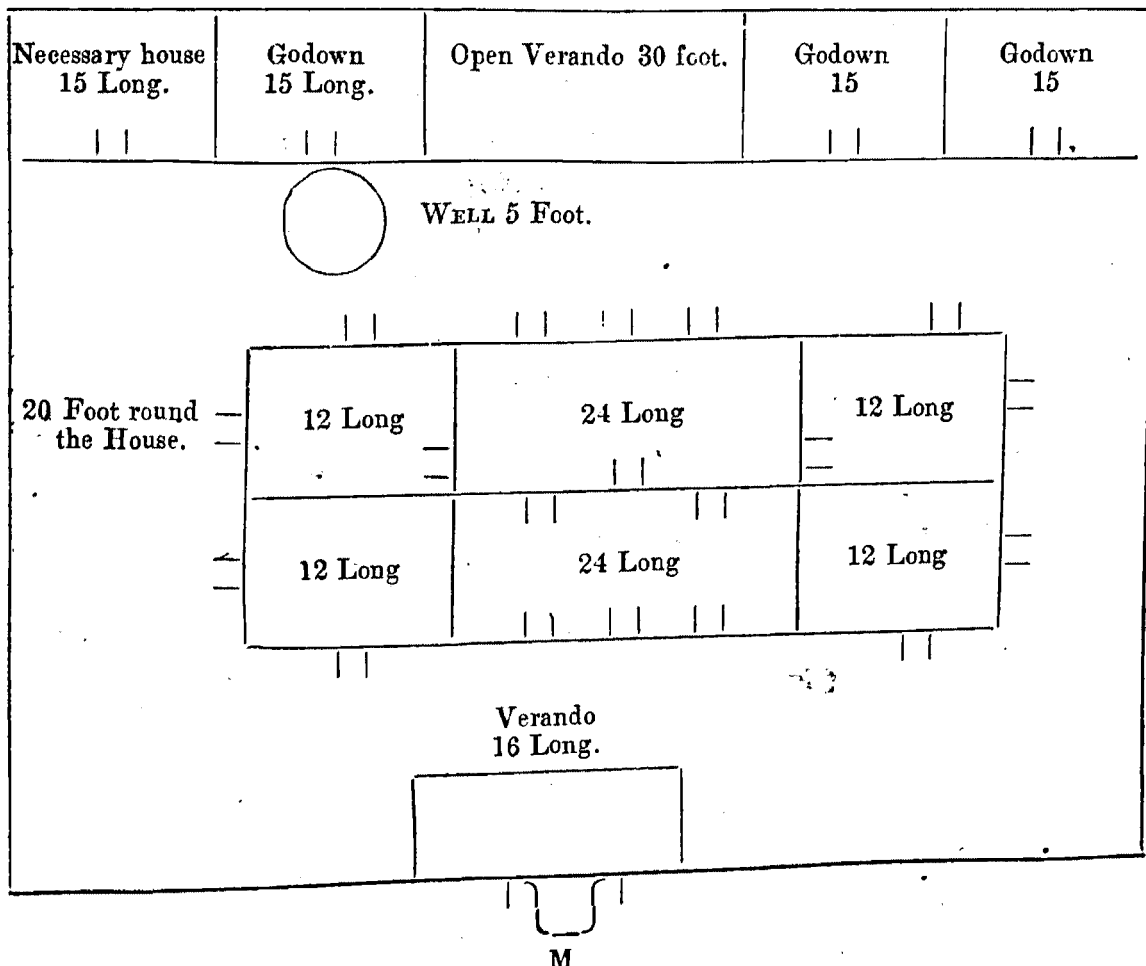 Necessary house
15 Long.
Godown
15 Long.
Open Verando 30 foot.
Godown
15
Godown
15
WELL 5 Foot.
20 Foot round
the House.
12 Long
24 Long
12 Long
12 Long
24 Long
12 Long
Verando
16 Long.
M